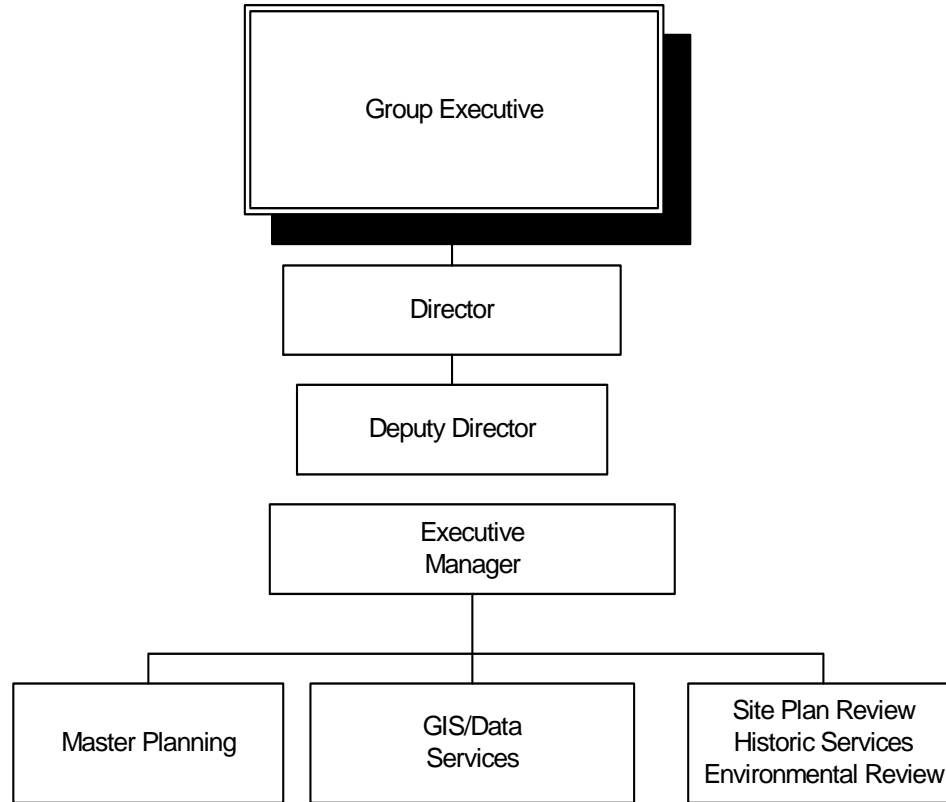 Group Executive
Director
Deputy Director
Executive
Manager
Master Planning
GIS/Data
Services
Site Plan Review
Historic Services
Environmental Review